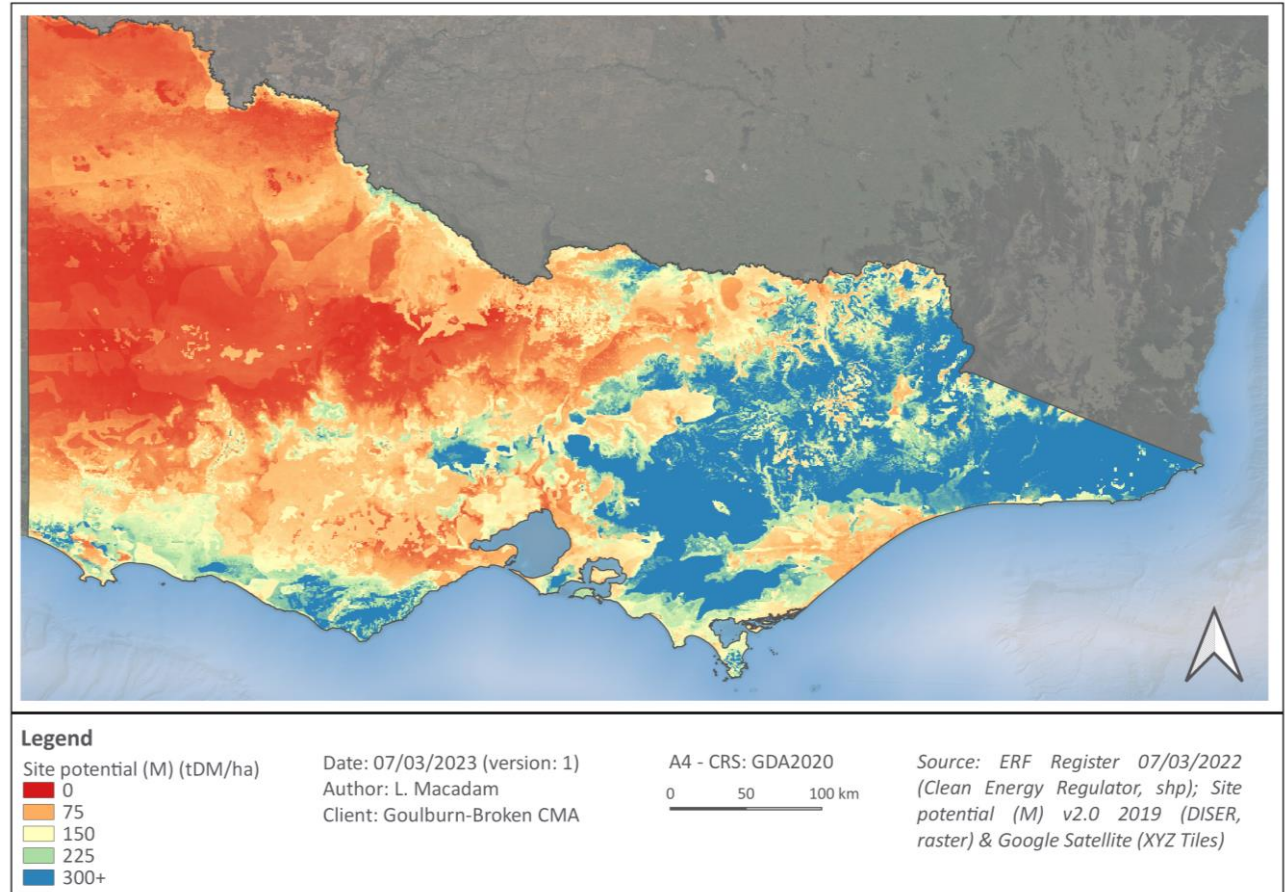 Legend
Site potential (M) (tDM/ha)
0
75
150
225
300+
Date: 07/03/2023 (version: 1)
Author: L. Macadam
Client: Goulburn-Broken CMA
A4 - CRS: GDA2020
0 50 100 km
Source: ERF Register 07/03/2022
(Clean Energy Regulator, shp); Site
potential (M) v2.0 2019 (DISER,
raster) & Google Satellite (XYZ Tiles)